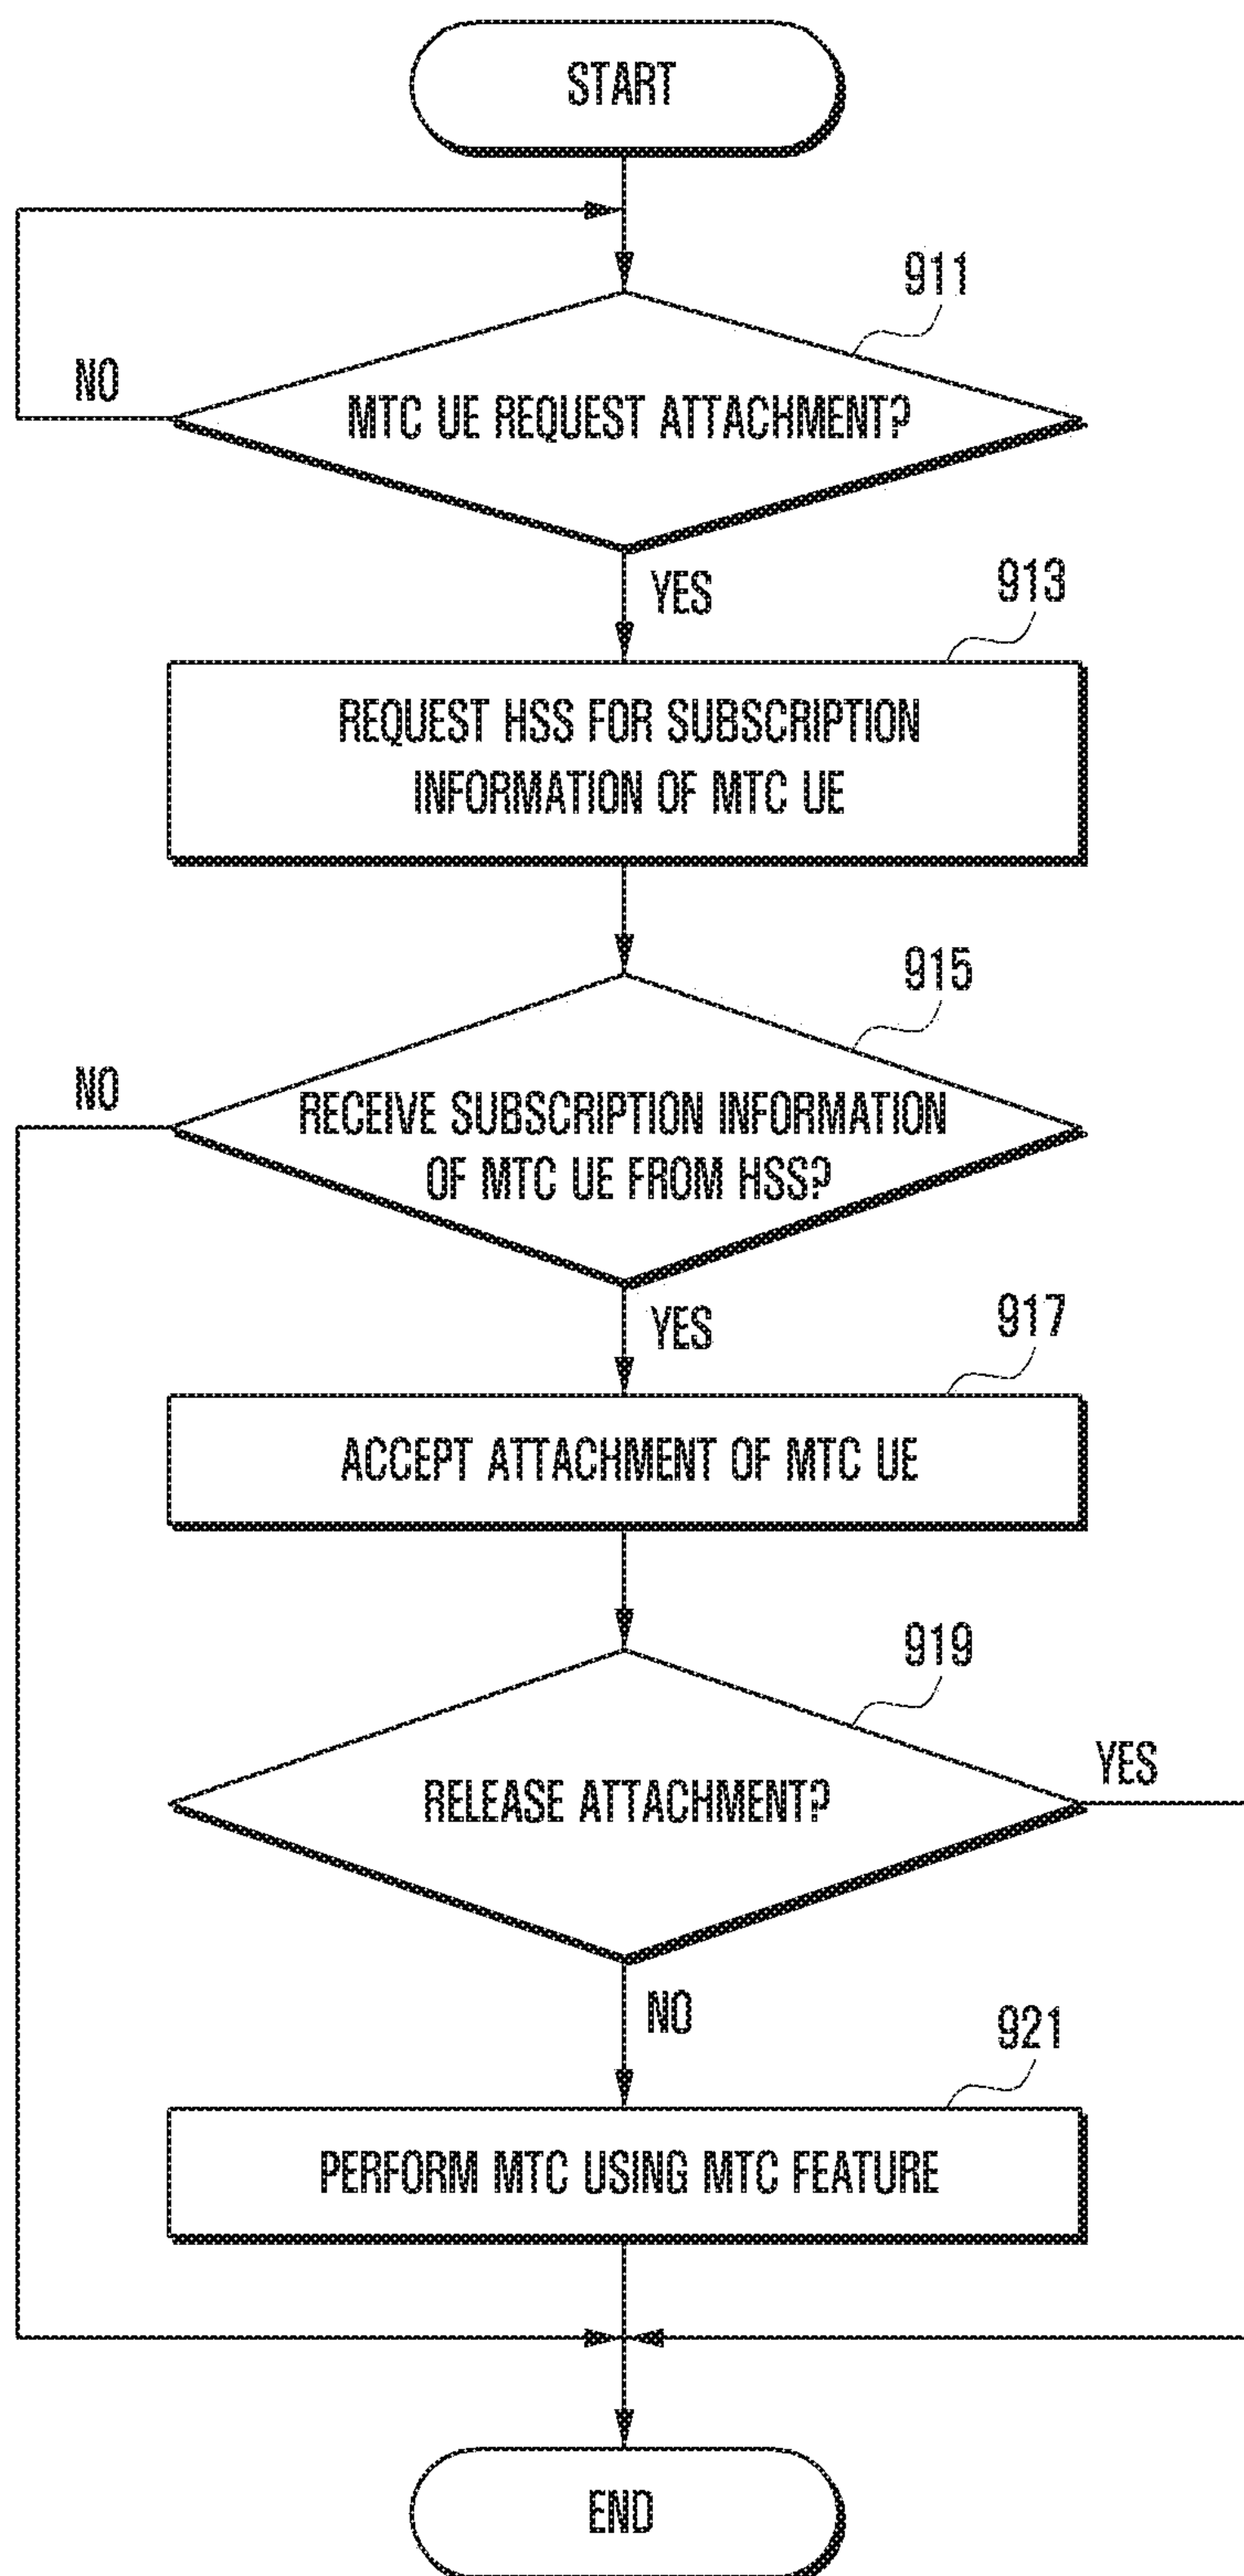 START
911
NO
MTC UE REQUEST ATTACHMENT?
YES
913
REQUEST HSS FOR SUBSCRIPTION
INFORMATION OF MTC UE
915
NO
RECEIVE SUBSCRIPTION INFORMATION
OF MTC UE FROM HSS?
YES
917
ACCEPT ATTACHMENT OF MTC UE
919
YES
RELEASE ATTACHMENT?
NO
921
PERFORM MTC USING MTC FEATURE
END